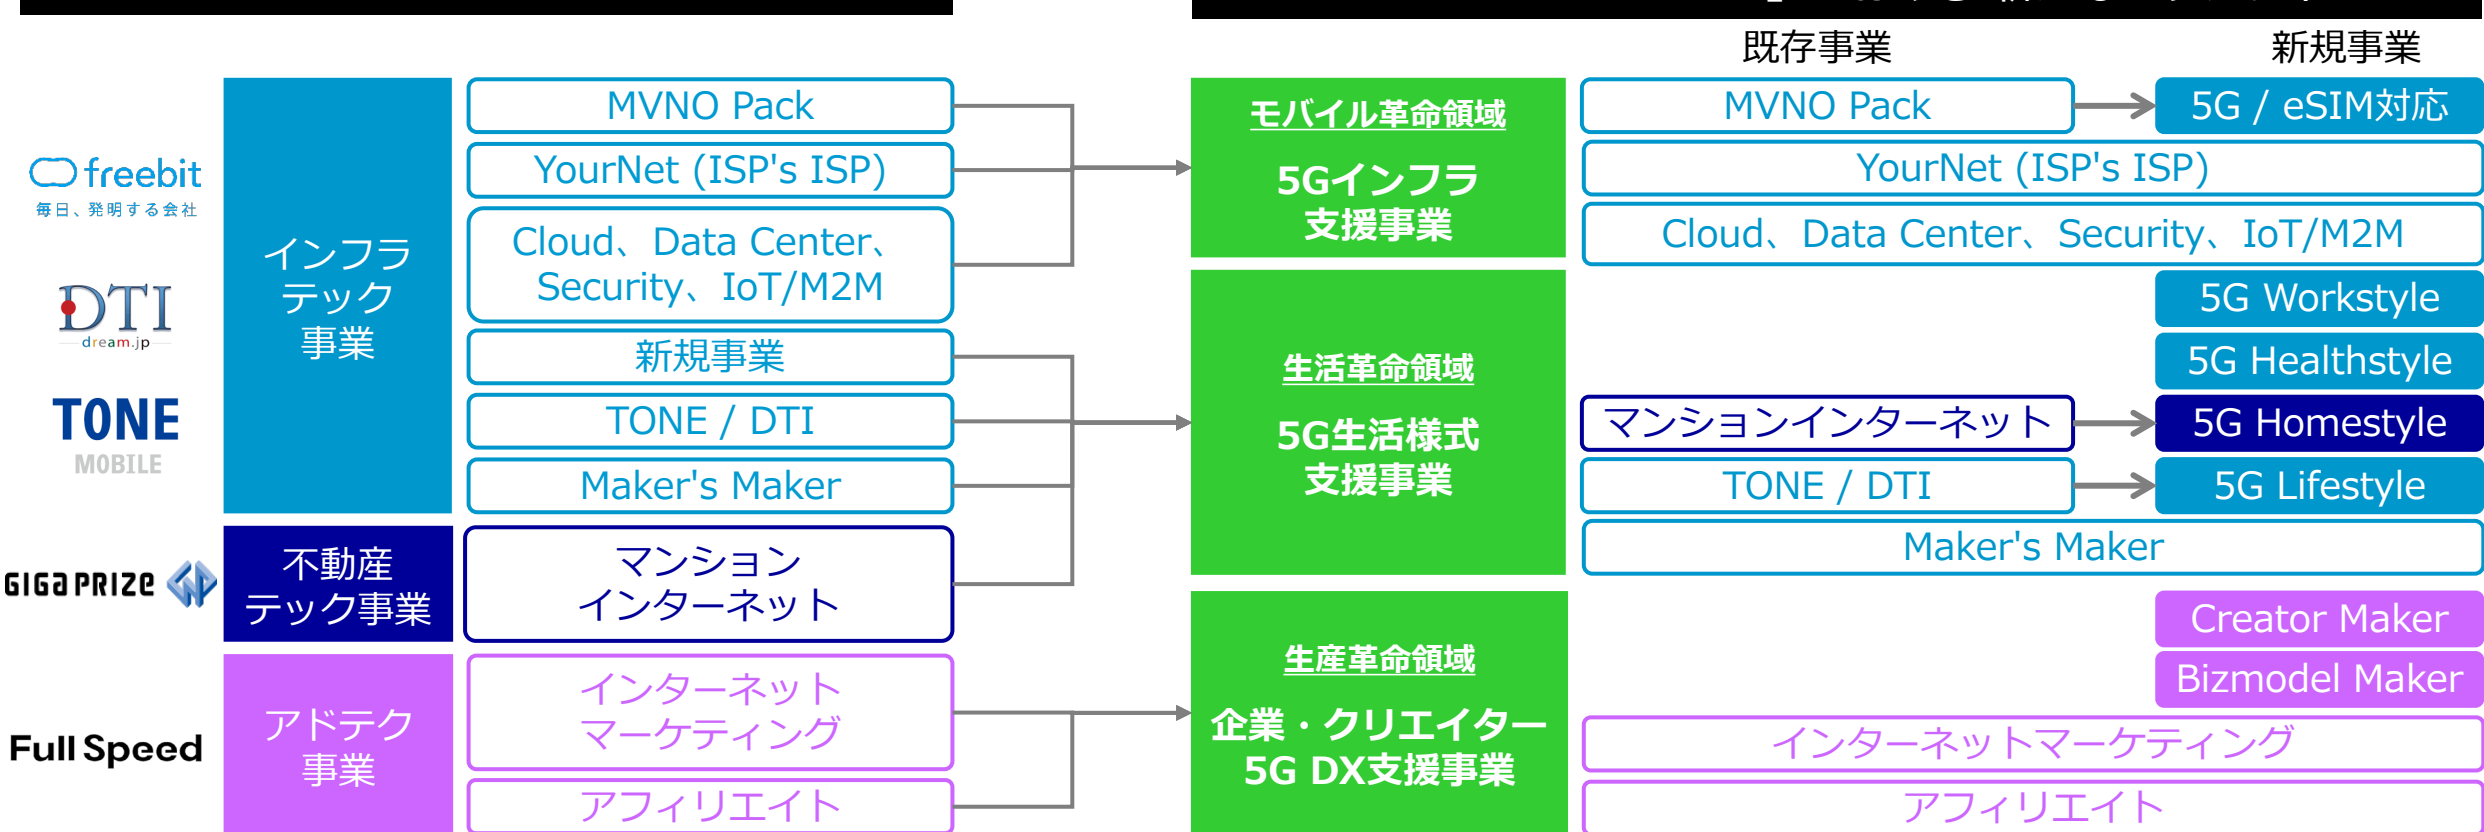 既存事業
新規事業
freebit
毎日、発明する会社
DTI
dream.jp
TONE
MOBILE
GIGA PRIZE
Full Speed
インフラ
テック
事業
不動産
テック事業
アドテク
事業
MVNO Pack
YourNet (ISP's ISP)
Cloud、Data Center、
Security、IoT/M2M
新規事業
TONE / DTI
Maker's Maker
マンション
インターネット
インターネット
マーケティング
アフィリエイト
モバイル革命領域
5Gインフラ
支援事業
MVNO Pack
5G / eSIM対応
YourNet (ISP's ISP)
Cloud、Data Center、Security、IoT/M2M
生活革命領域
5G生活様式
支援事業
5G Workstyle
5G Healthstyle
マンションインターネット
5G Homestyle
TONE / DTI
5G Lifestyle
Maker's Maker
生産革命領域
企業・クリエイター
5G DX支援事業
Creator Maker
Bizmodel Maker
インターネットマーケティング
アフィリエイト